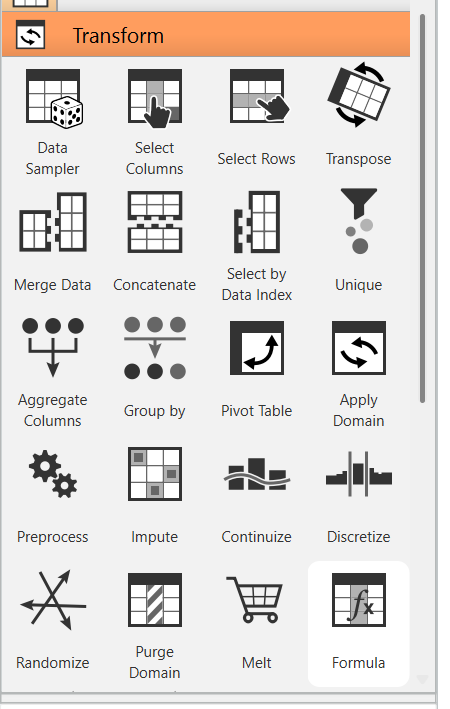 Transform
Data
Sampler
Select
Columns
Select Rows
Transpose
Merge Data
Concatenate
Select by
Data Index
Unique
Aggregate
Columns
Group by
Pivot Table
Apply
Domain
Preprocess
Impute
Continuize
Discretize
Randomize
Purge
Domain
Melt
fx
Formula